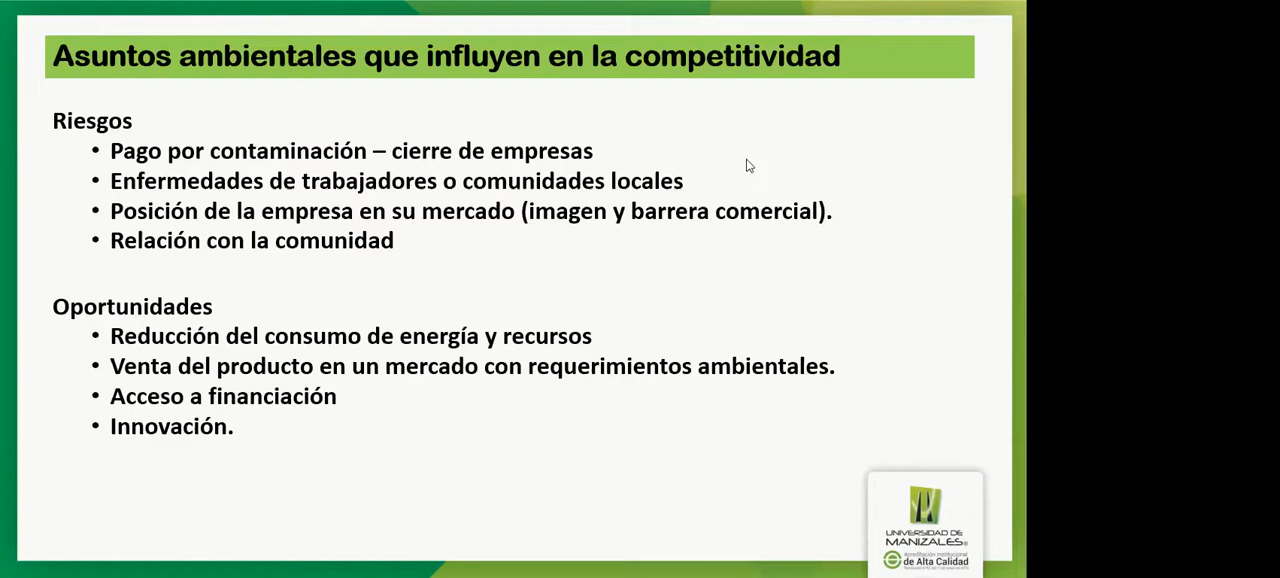 Asuntos ambientales que influyen en la competitividad
Riesgos
• Pago por contaminación – cierre de empresas
• Enfermedades de trabajadores o comunidades locales
• Posición de la empresa en su mercado (imagen y barrera comercial).
• Relación con la comunidad
Oportunidades
• Reducción del consumo de energía y recursos
• Venta del producto en un mercado con requerimientos ambientales.
• Acceso a financiación
• Innovación.
UNIVERSIDAD DE
MANIZALES®
Acreditación Institucional
de Alta Calidad